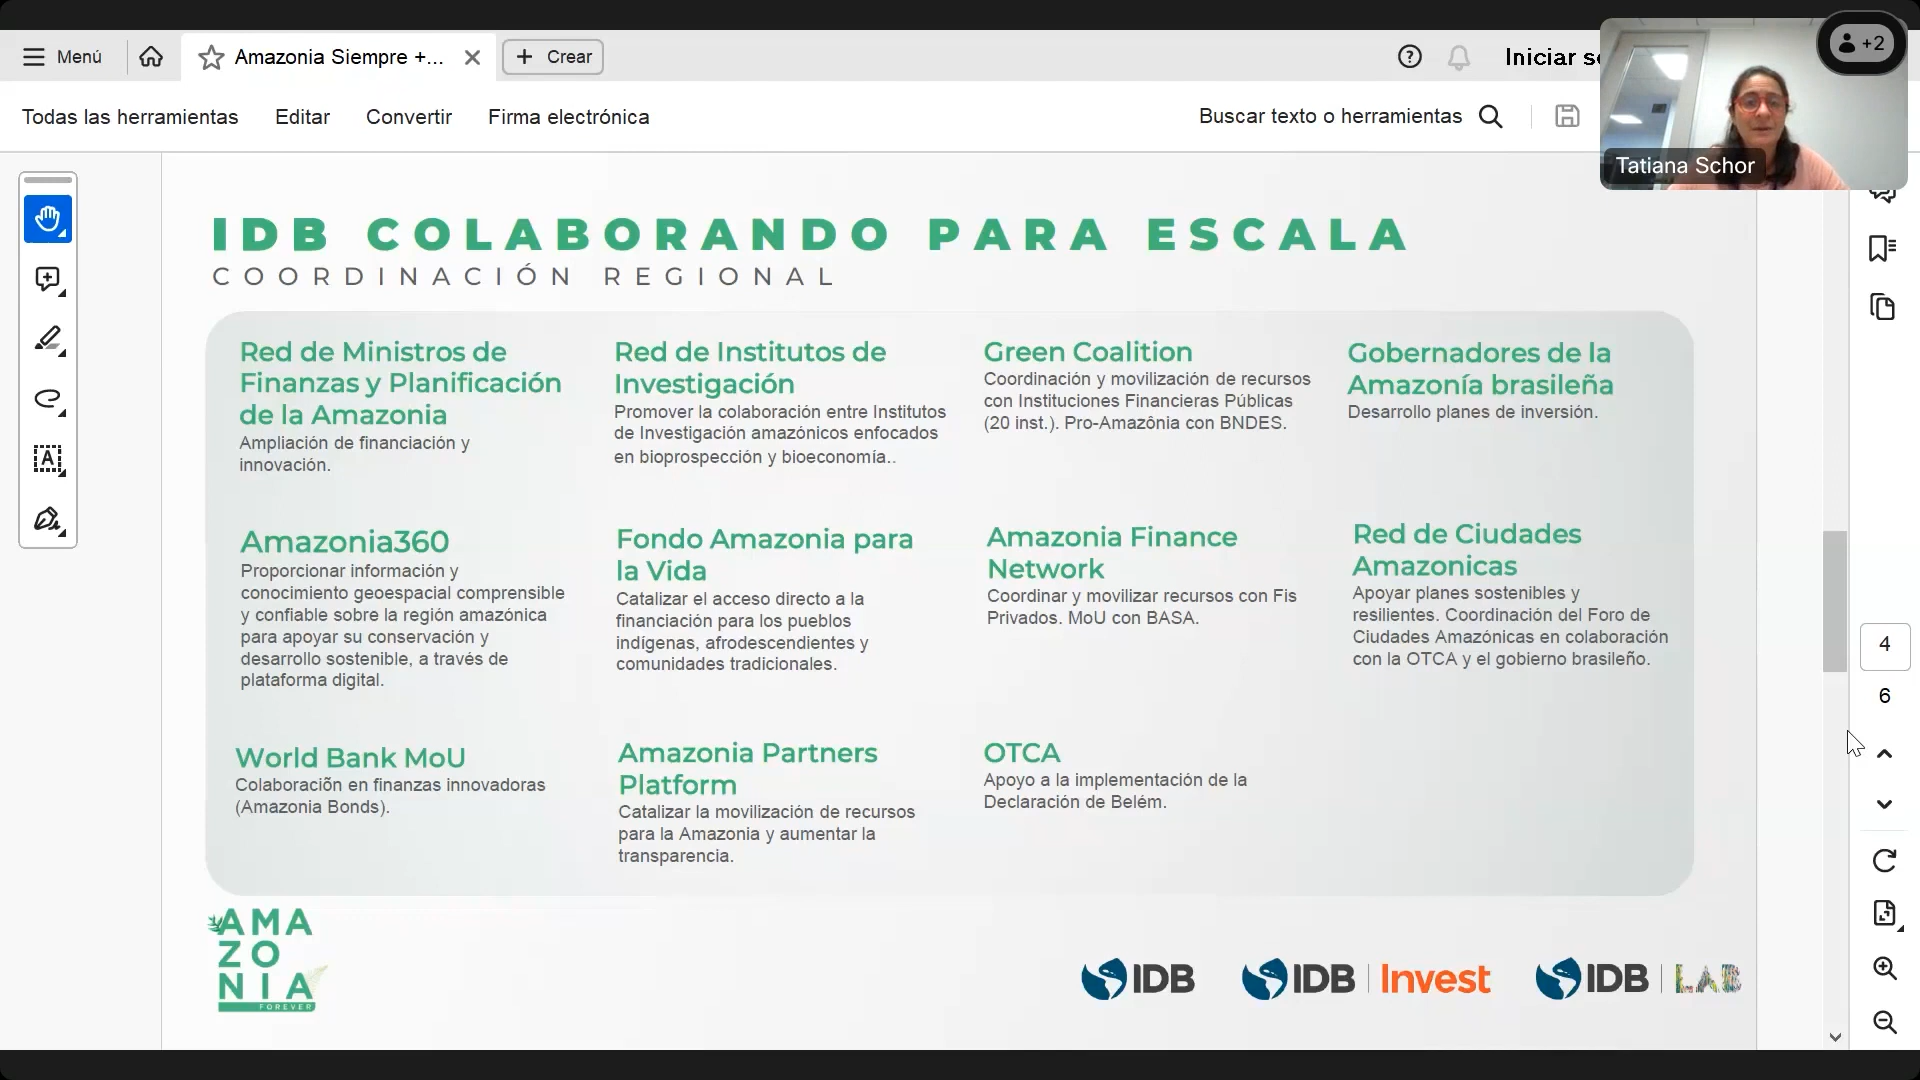 Menú
Amazonia Siempre +...
Crear
Iniciar se
+2
Todas las herramientas
Editar
Convertir
Firma electrónica
Buscar texto o herramientas
Tatiana Schor
IDB COLABORANDO PARA ESCALA
COORDINACIÓN REGIONAL
Red de Ministros de
Finanzas y Planificación
de la Amazonia
Ampliación de financiación y
innovación.
Red de Institutos de
Investigación
Promover la colaboración entre Institutos
de Investigación amazónicos enfocados
en bioprospección y bioeconomía..
Green Coalition
Coordinación y movilización de recursos
con Instituciones Financieras Públicas
(20 inst.). Pro-Amazônia con BNDES.
Gobernadores de la
Amazonía brasileña
Desarrollo planes de inversión.
Amazonia360
Proporcionar información y
conocimiento geoespacial comprensible
y confiable sobre la región amazónica
para apoyar su conservación y
desarrollo sostenible, a través de
plataforma digital.
Fondo Amazonia para
la Vida
Catalizar el acceso directo a la
financiación para los pueblos
indígenas, afrodescendientes y
comunidades tradicionales.
Amazonia Finance
Network
Coordinar y movilizar recursos con Fis
Privados. MoU con BASA.
Red de Ciudades
Amazonicas
Apoyar planes sostenibles y
resilientes. Coordinación del Foro de
Ciudades Amazónicas en colaboración
con la OTCA y el gobierno brasileño.
World Bank MoU
Colaboraciõn en finanzas innovadoras
(Amazonia Bonds).
Amazonia Partners
Platform
Catalizar la movilización de recursos
para la Amazonia y aumentar la
transparencia.
OTCA
Apoyo a la implementación de la
Declaración de Belém.
4
6
AMA
ZO
NIA
FOREVER
IDB
IDB Invest
IDB LAB